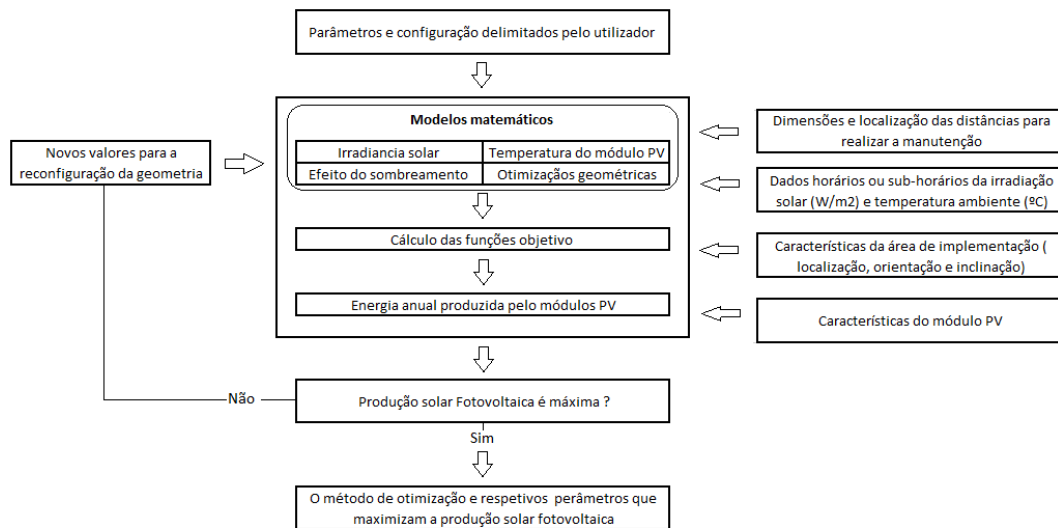 Parâmetros e configuração delimitados pelo utilizador
Modelos matemáticos
Irradiancia solar
Temperatura do módulo PV
Efeito do sombreamento
Otimizaçãos geométricas
Cálculo das funções objetivo
Energia anual produzida pelo módulos PV
Novos valores para a
reconfiguração da geometria
Dimensões e localização das distâncias para
realizar a manutenção
Dados horários ou sub-horários da irradiação
solar (W/m2) e temperatura ambiente (ºC)
Características da área de implementação (
localização, orientação e inclinação)
Características do módulo PV
Não
Produção solar Fotovoltaica é máxima ?
Sim
O método de otimização e respetivos perâmetros que
maximizam a produção solar fotovoltaica